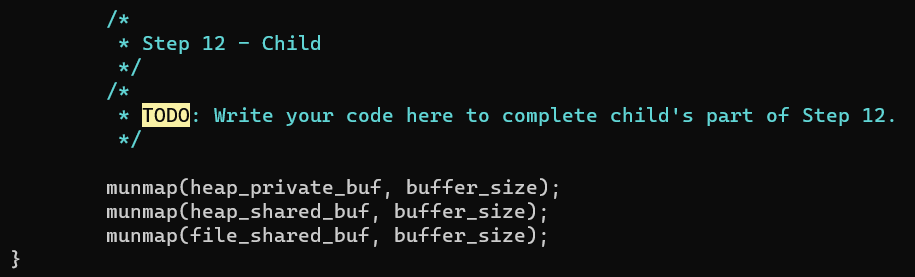 /*
 * Step 12 - Child
 */
/*
 * TODO: Write your code here to complete child's part of Step 12.
 */
munmap(heap_private_buf, buffer_size);
munmap(heap_shared_buf, buffer_size);
munmap(file_shared_buf, buffer_size);
}